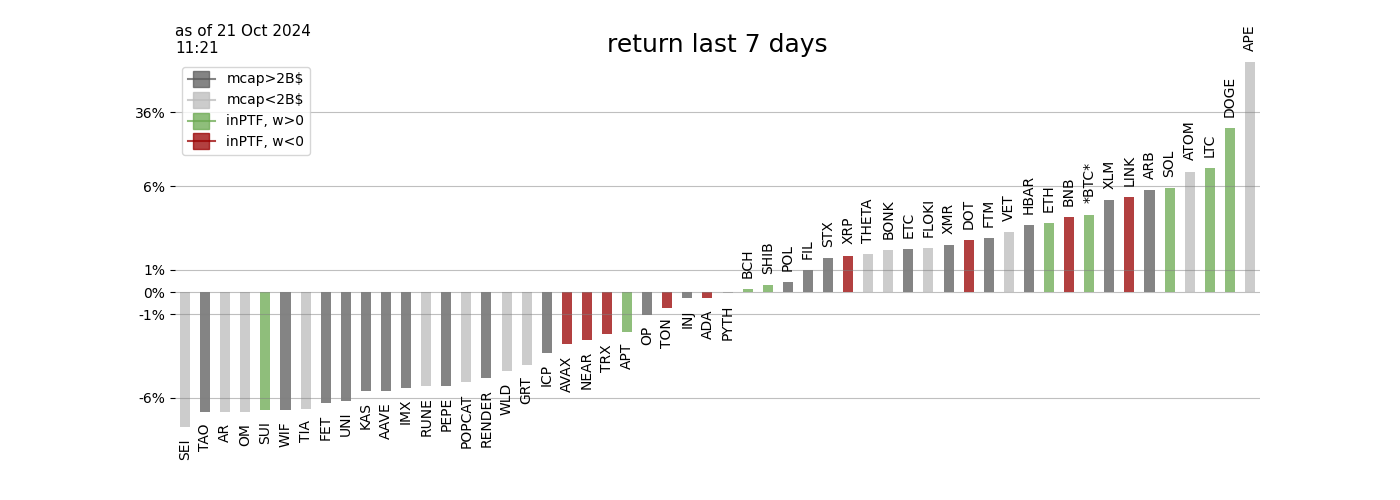 as of 21 Oct 2024
11:21
return last 7 days
mcap>2B$
mcap<2B$
inPTF, w>0
inPTF, w<0
36%
6%
1%
0%
-1%
-6%
SEI
TAO
AR
OM
SUI
WIF
TIA
FET
UNI
KAS
AAVE
IMX
RUNE
PEPE
POPCAT
RENDER
WLD
GRT
ICP
AVAX
NEAR
TRX
APT
OP
TON
INJ
ADA
PYTH
BCH
SHIB
POL
FIL
STX
XRP
THETA
BONK
ETC
FLOKI
XMR
DOT
FTM
VET
HBAR
ETH
BNB
*BTC*
XLM
LINK
ARB
SOL
ATOM
LTC
DOGE
APE